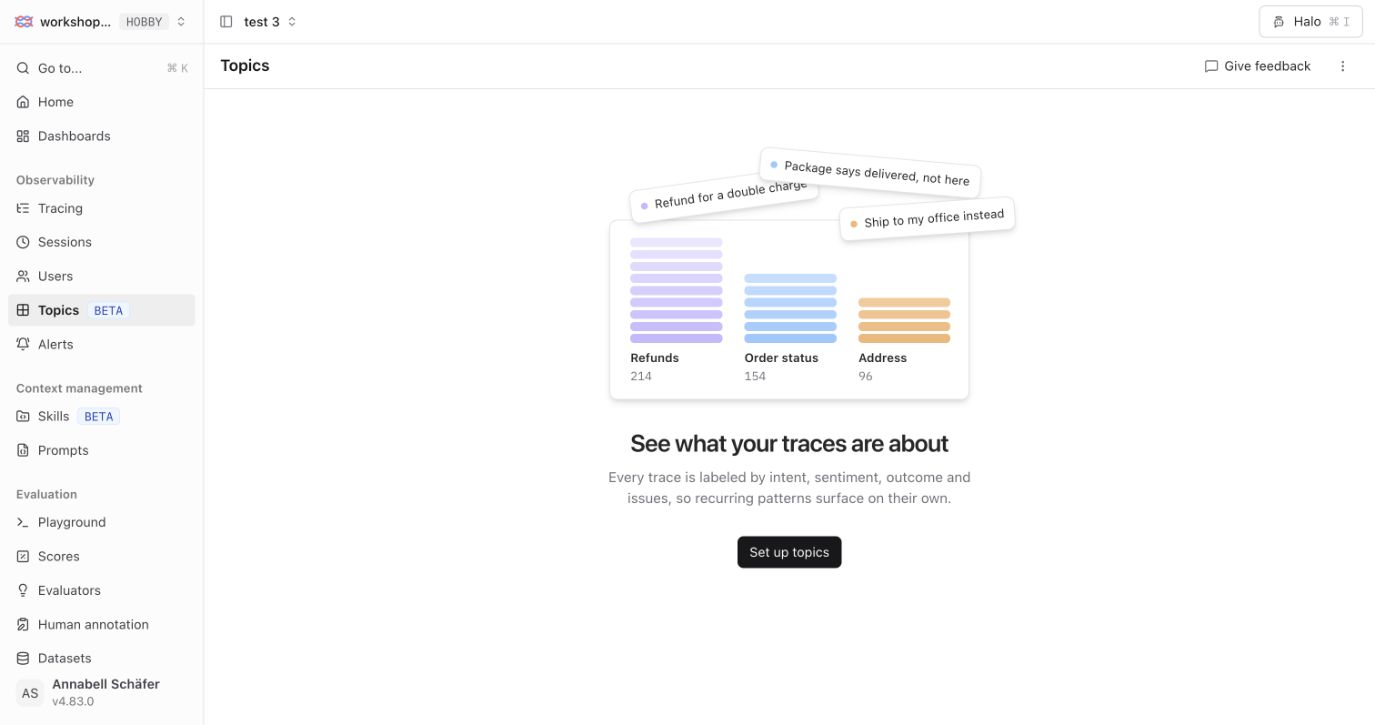 workshop... HOBBY
test 3
Halo ⌘ I
Go to... ⌘ K
Home
Dashboards
Observability
Tracing
Sessions
Users
Topics BETA
Alerts
Context management
Skills BETA
Prompts
Evaluation
Playground
Scores
Evaluators
Human annotation
Datasets
AS
Annabell Schäfer
v4.83.0
Topics
Give feedback
Package says delivered, not here
Refund for a double charge
Ship to my office instead
Refunds
214
Order status
154
Address
96
See what your traces are about
Every trace is labeled by intent, sentiment, outcome and
issues, so recurring patterns surface on their own.
Set up topics